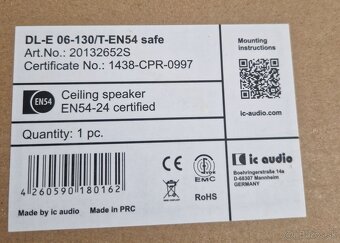 DL-E 06-130/T-EN54 safe
Art.No.: 20132652S
Certificate No.: 1438-CPR-0997
Mounting
instructions
ic-audio.com
EN54
Ceiling speaker
EN54-24 certified
Quantity: 1 pc.
4 260590 180162
CE
EMC
RoHS
ic audio
Boehringerstraße 14a
D-68307 Mannheim
GERMANY
Made by ic audio
Made in PRC